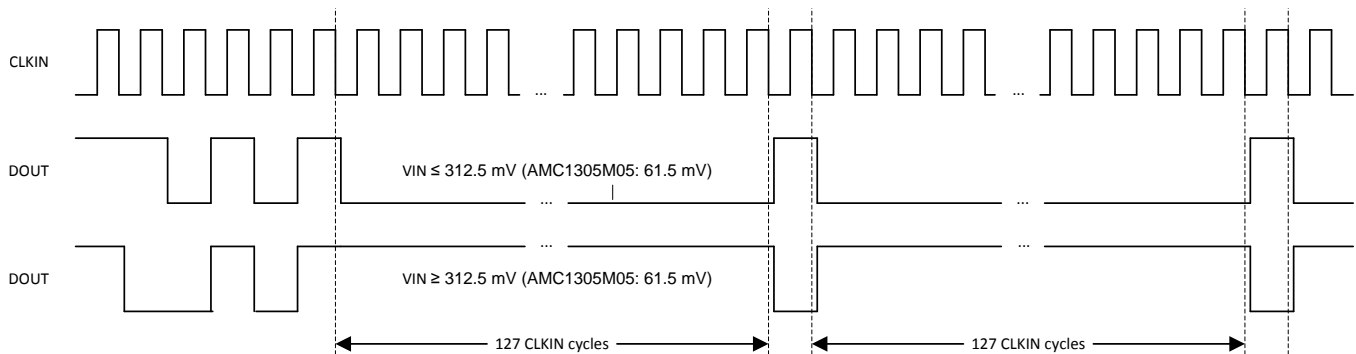 CLKIN
...
...
DOUT
VIN ≤ 312.5 mV (AMC1305M05: 61.5 mV)
...
...
DOUT
...
...
VIN ≥ 312.5 mV (AMC1305M05: 61.5 mV)
127 CLKIN cycles
127 CLKIN cycles